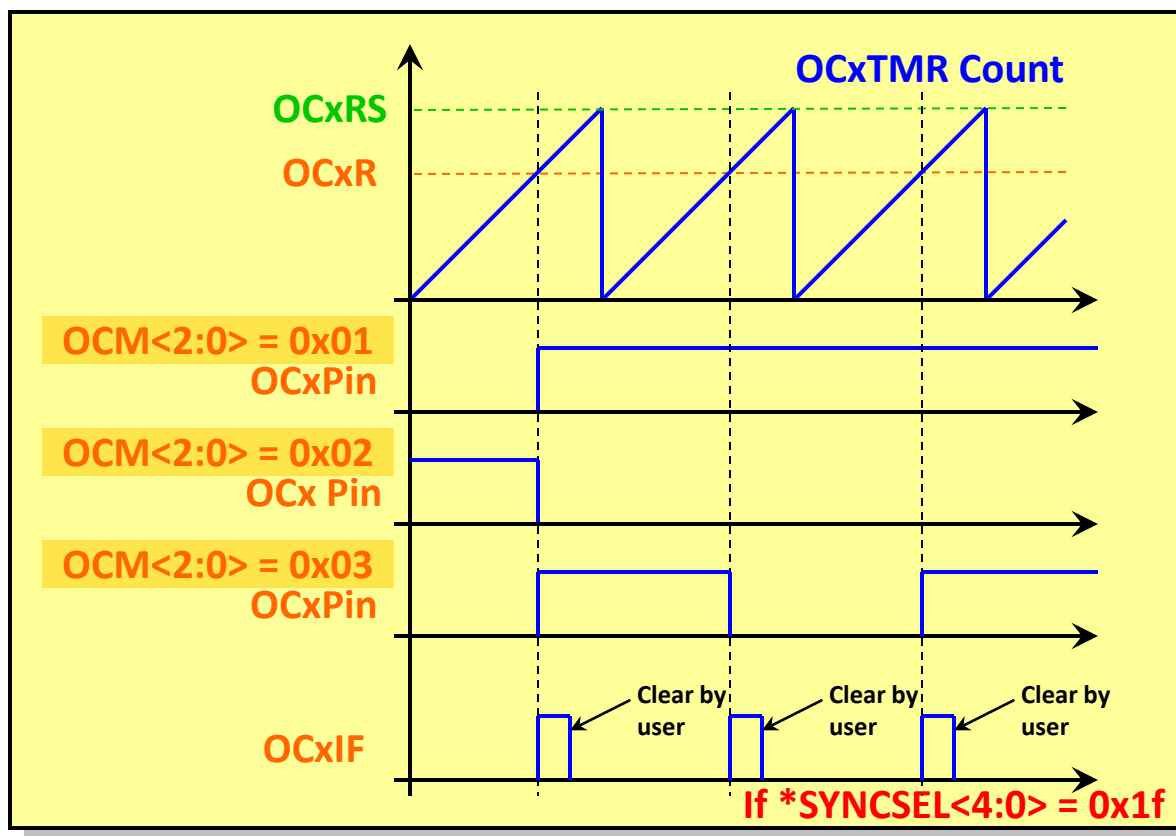 OCxTMR Count
OCxRS
OCxR
OCM<2:0> = 0x01
OCxPin
OCM<2:0> = 0x02
OCx Pin
OCM<2:0> = 0x03
OCxPin
Clear by
user
Clear by
user
Clear by
user
OCxIF
If *SYNCSEL<4:0> = 0x1f